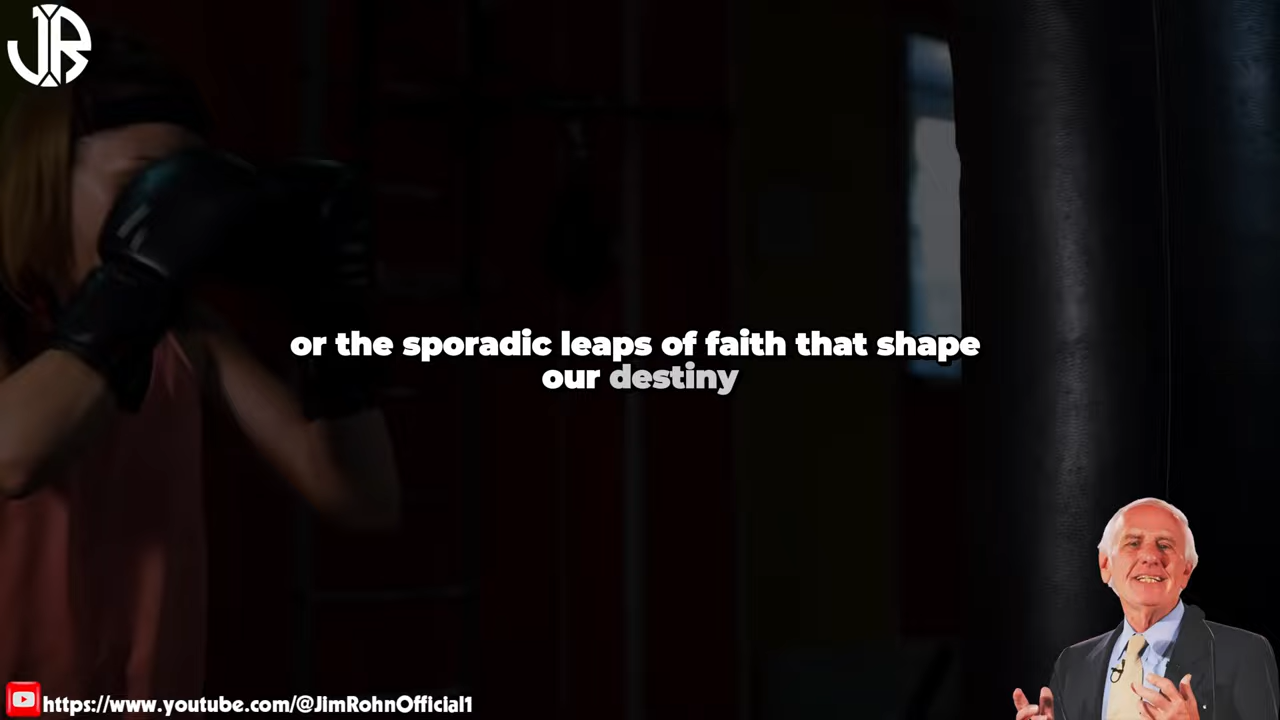 JR
or the sporadic leaps of faith that shape
our destiny
https://www.youtube.com/@JimRohnOfficial1